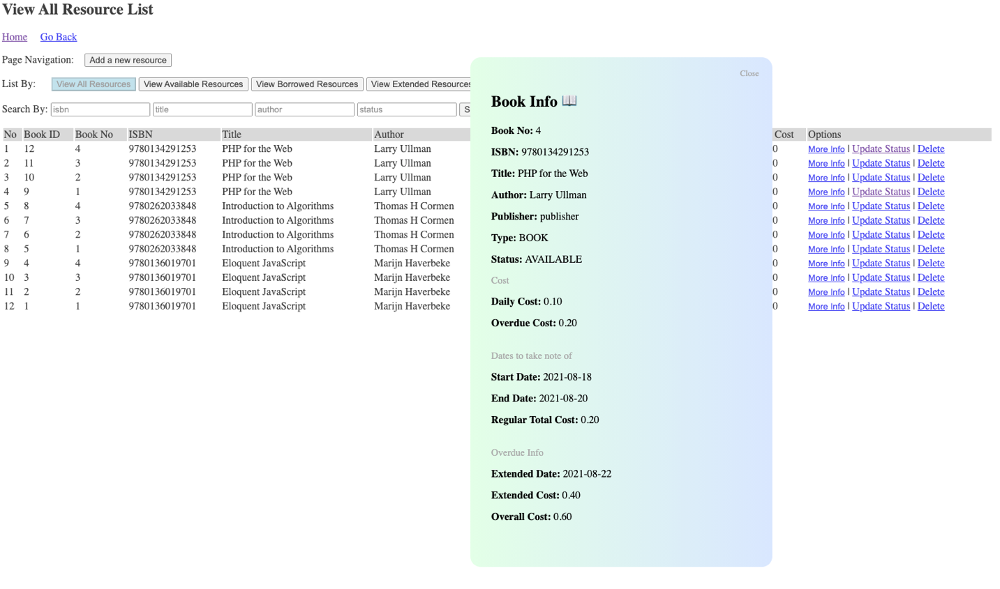 View All Resource List
Home Go Back
Page Navigation: Add a new resource
List By: View All Resources View Available Resources View Borrowed Resources View Extended Resources
Search By: isbn title author status S
No Book ID Book No ISBN Title Author Cost Options
1 12 4 9780134291253 PHP for the Web Larry Ullman 0 More Info | Update Status | Delete
2 11 3 9780134291253 PHP for the Web Larry Ullman 0 More Info | Update Status | Delete
3 10 2 9780134291253 PHP for the Web Larry Ullman 0 More Info | Update Status | Delete
4 9 1 9780134291253 PHP for the Web Larry Ullman 0 More Info | Update Status | Delete
5 8 4 9780262033848 Introduction to Algorithms Thomas H Cormen 0 More Info | Update Status | Delete
6 7 3 9780262033848 Introduction to Algorithms Thomas H Cormen 0 More Info | Update Status | Delete
7 6 2 9780262033848 Introduction to Algorithms Thomas H Cormen 0 More Info | Update Status | Delete
8 5 1 9780262033848 Introduction to Algorithms Thomas H Cormen 0 More Info | Update Status | Delete
9 4 4 9780136019701 Eloquent JavaScript Marijn Haverbeke 0 More Info | Update Status | Delete
10 3 3 9780136019701 Eloquent JavaScript Marijn Haverbeke 0 More Info | Update Status | Delete
11 2 2 9780136019701 Eloquent JavaScript Marijn Haverbeke 0 More Info | Update Status | Delete
12 1 1 9780136019701 Eloquent JavaScript Marijn Haverbeke 0 More Info | Update Status | Delete
Close
Book Info 📖
Book No: 4
ISBN: 9780134291253
Title: PHP for the Web
Author: Larry Ullman
Publisher: publisher
Type: BOOK
Status: AVAILABLE
Cost
Daily Cost: 0.10
Overdue Cost: 0.20
Dates to take note of
Start Date: 2021-08-18
End Date: 2021-08-20
Regular Total Cost: 0.20
Overdue Info
Extended Date: 2021-08-22
Extended Cost: 0.40
Overall Cost: 0.60